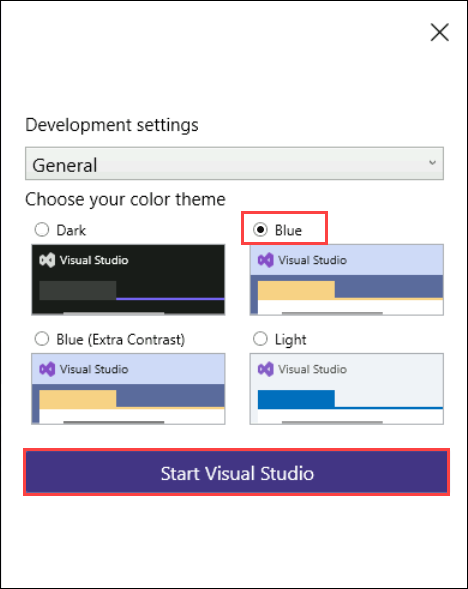 Development settings
General
Choose your color theme
Dark
Blue
Visual Studio
Visual Studio
Blue (Extra Contrast)
Light
Visual Studio
Visual Studio
Start Visual Studio